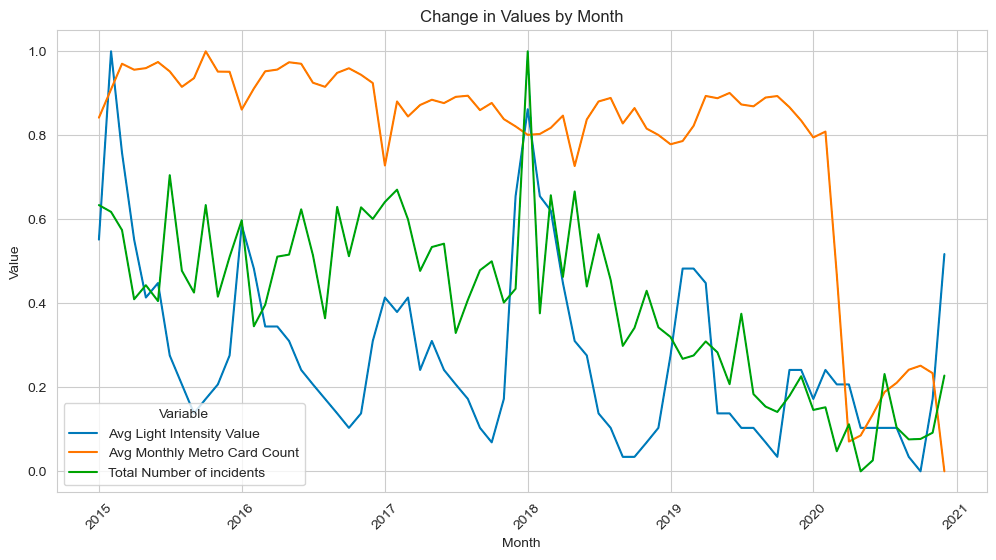 Change in Values by Month
Value
1.0
0.8
0.6
0.4
0.2
0.0
Variable
Avg Light Intensity Value
Avg Monthly Metro Card Count
Total Number of incidents
2015
2016
2017
2018
2019
2020
2021
Month